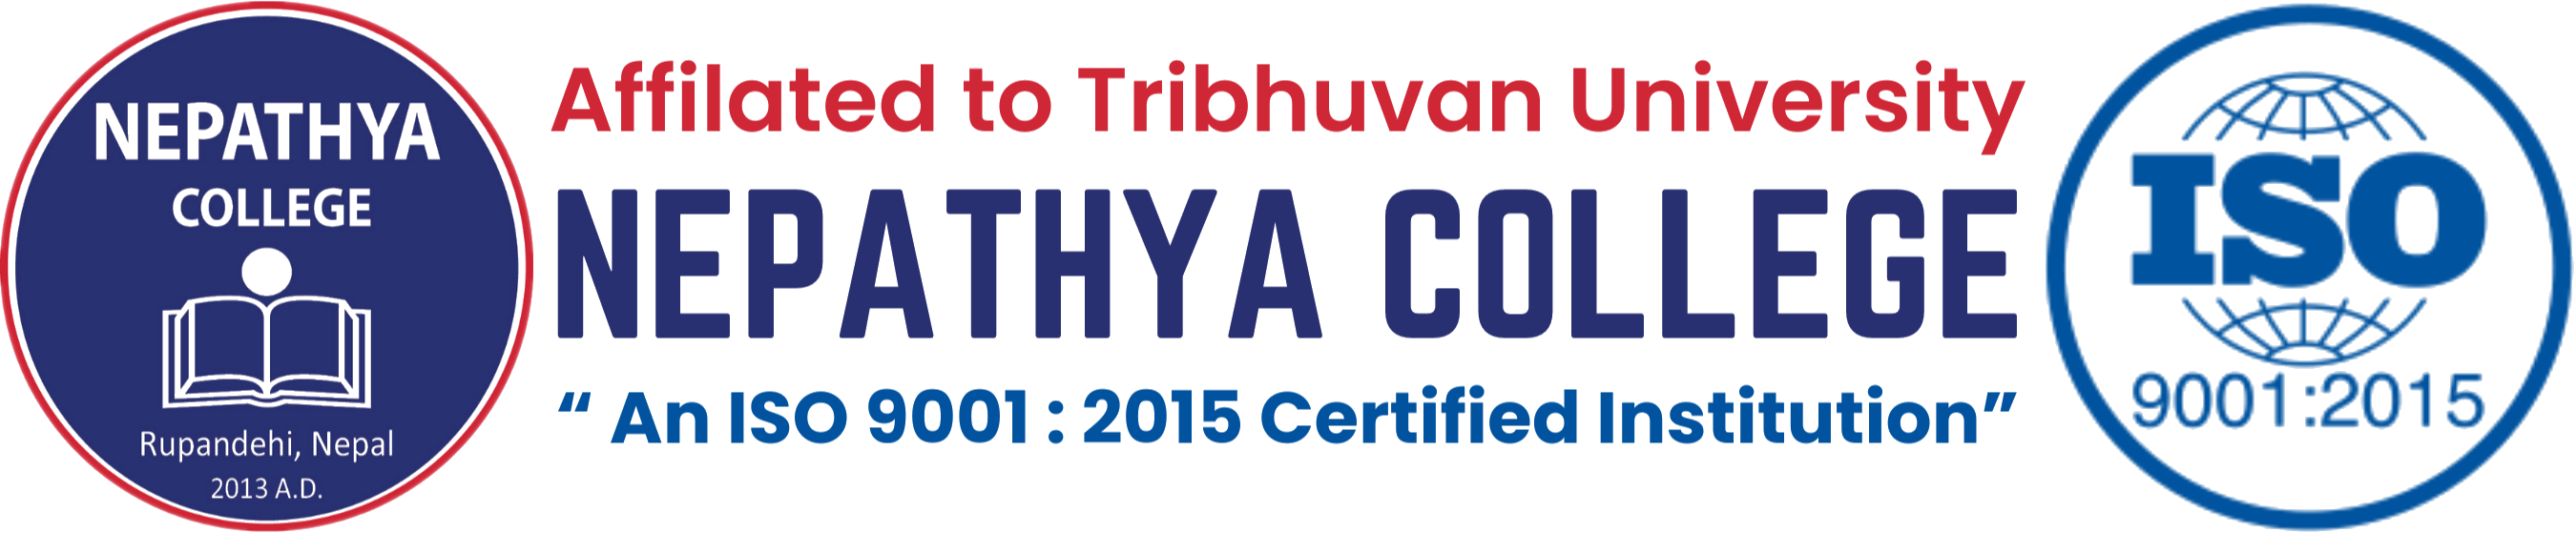 NEPATHYA
COLLEGE
Rupandehi, Nepal
2013 A.D.
Affilated to Tribhuvan University
NEPATHYA COLLEGE
“ An ISO 9001 : 2015 Certified Institution”
ISO
9001:2015